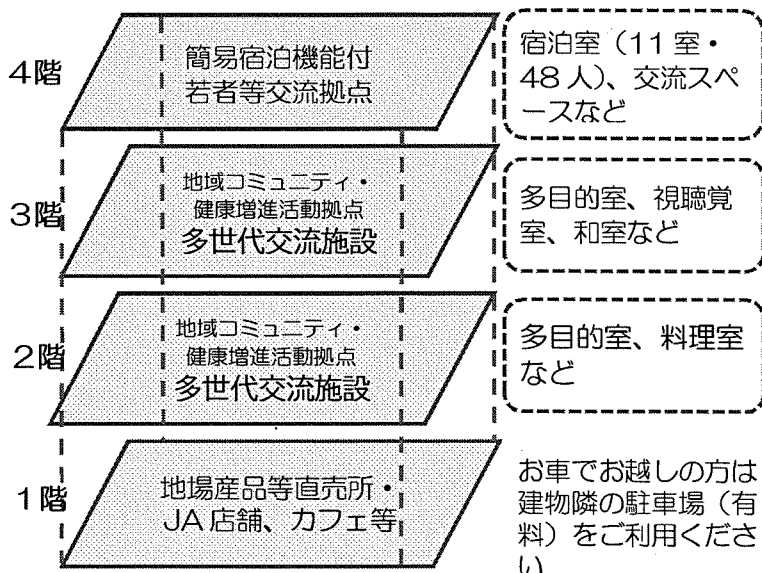 4階
簡易宿泊機能付
若者等交流拠点
宿泊室（11室・
48人）、交流スペ
ースなど
3階
地域コミュニティ・
健康増進活動拠点
多世代交流施設
多目的室、視聴覚
室、和室など
2階
地域コミュニティ・
健康増進活動拠点
多世代交流施設
多目的室、料理室
など
1階
地場産品等直売所・
JA店舗、カフェ等
お車でお越しの方は
建物隣の駐車場（有
料）をご利用くださ
い